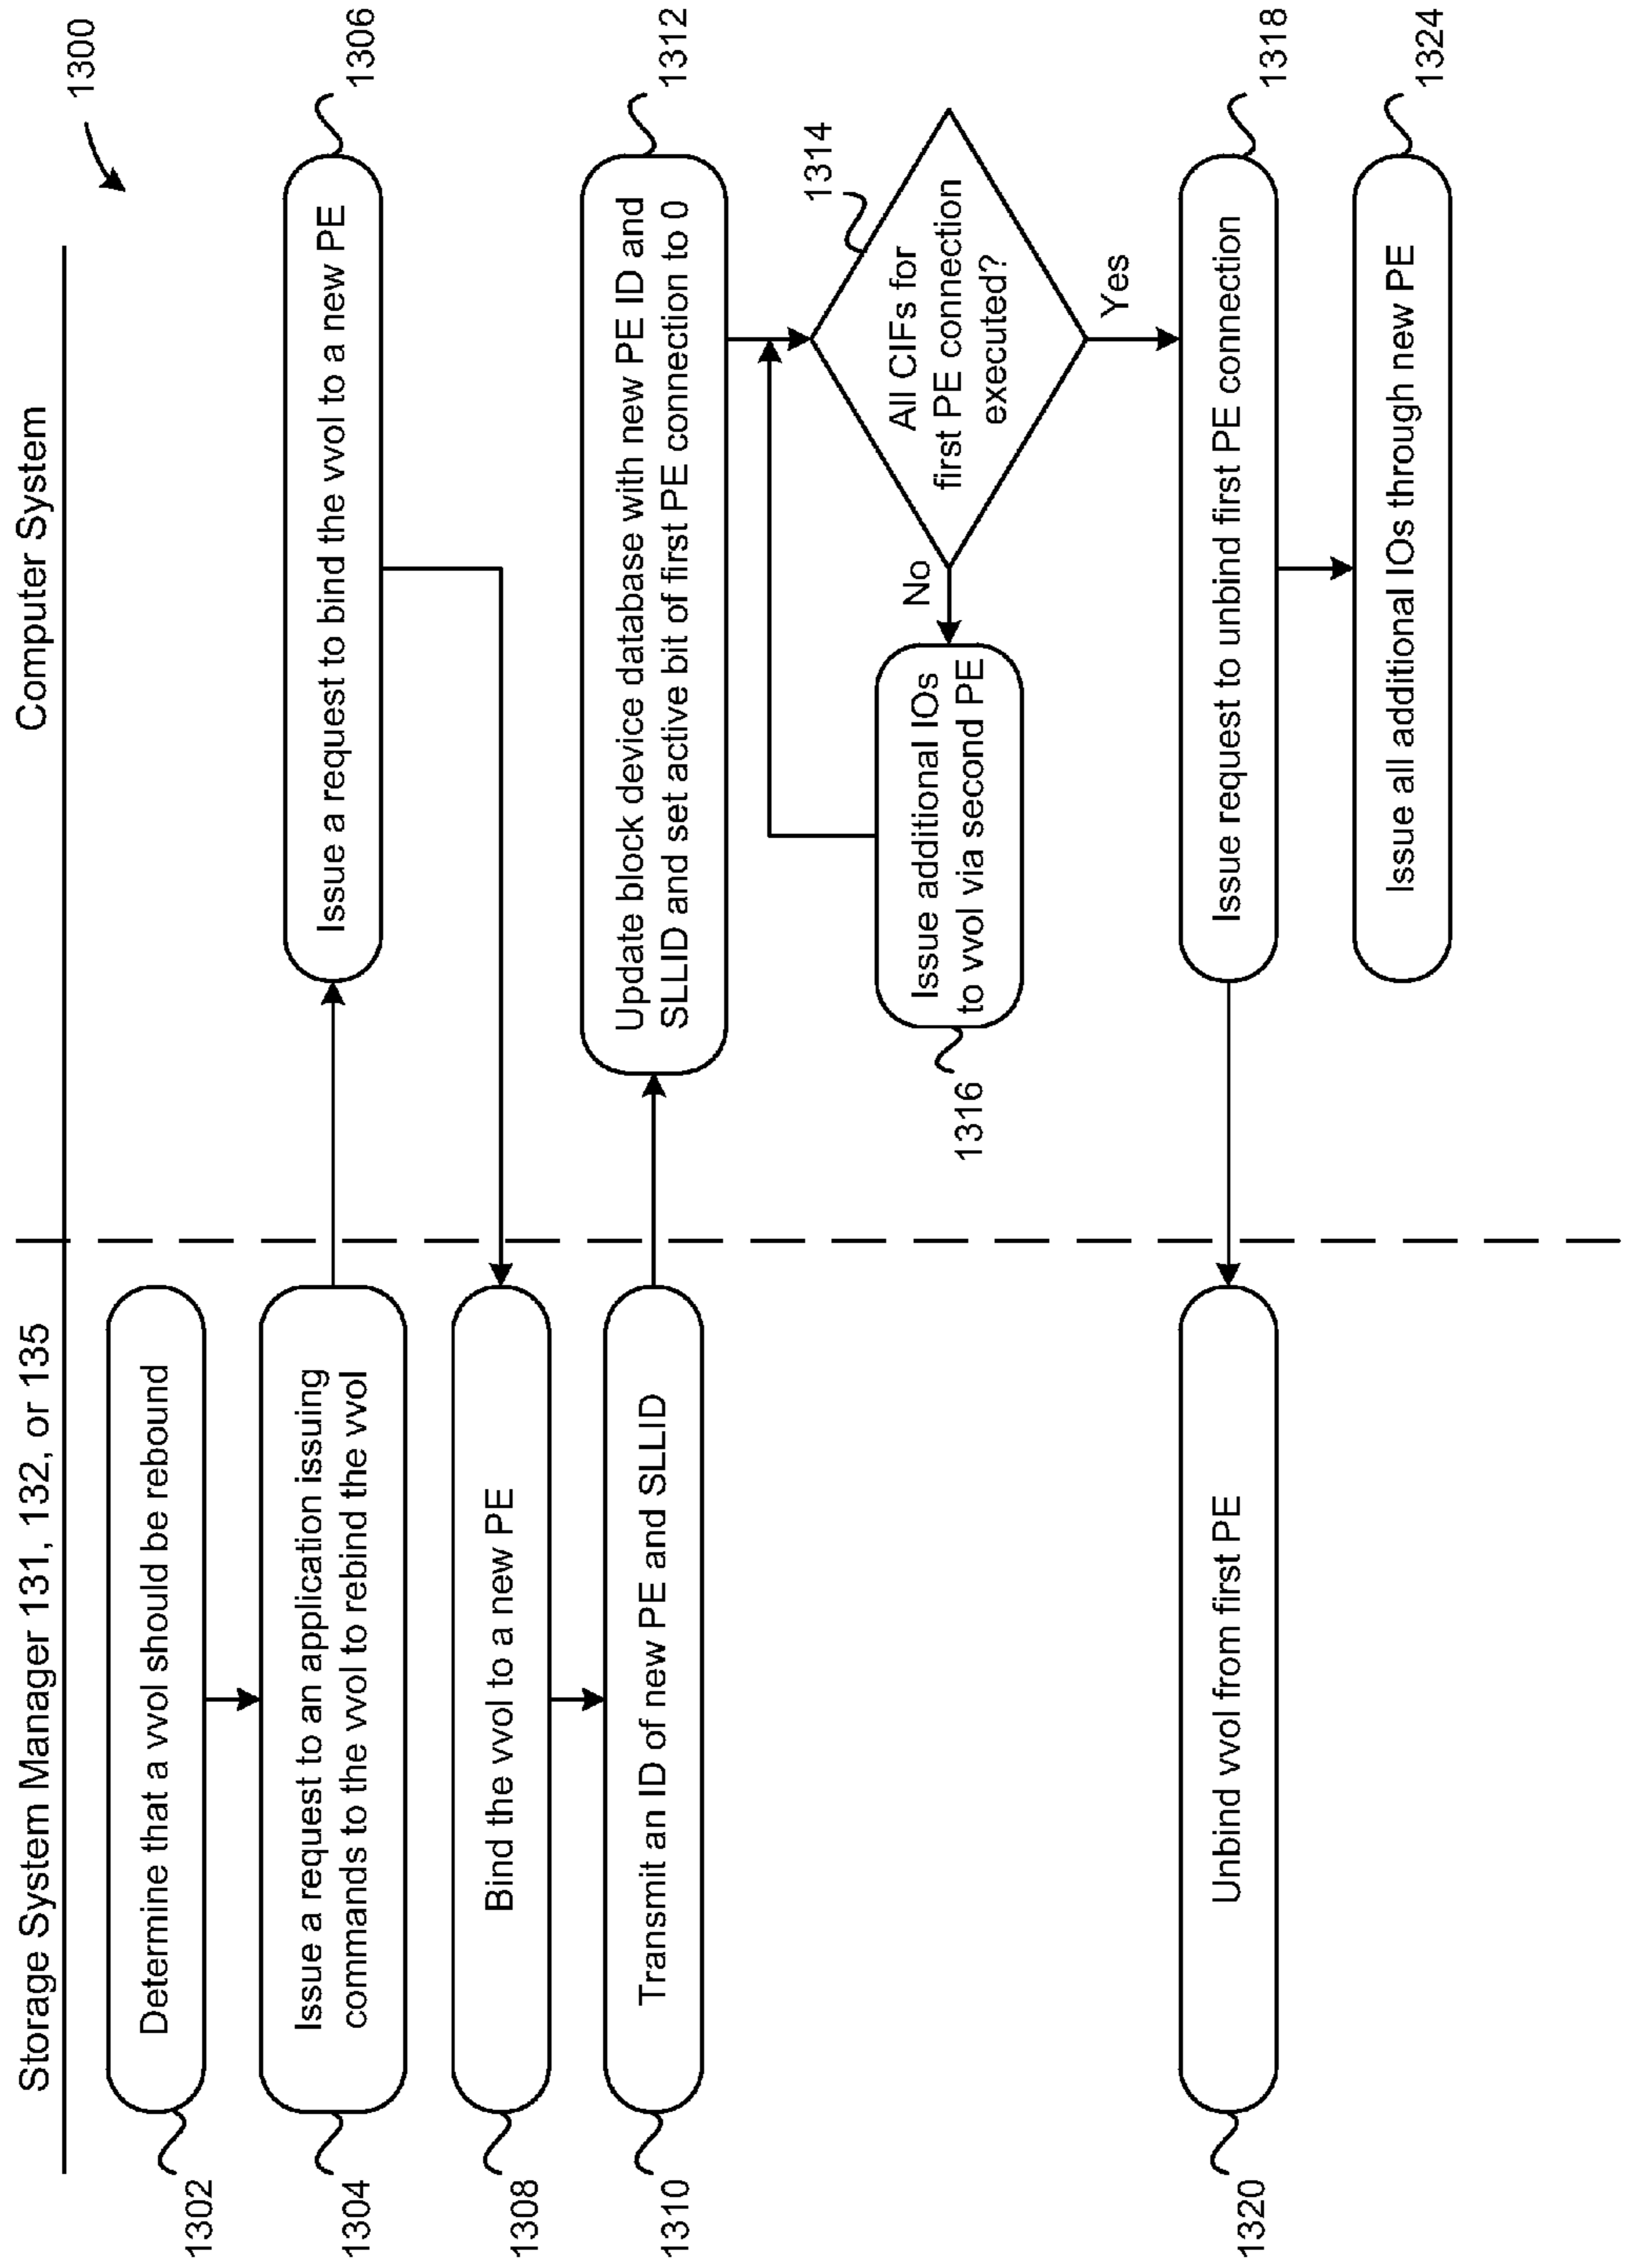 1300
Storage System Manager 131, 132, or 135
Computer System
1302
Determine that a vvol should be rebound
1304
Issue a request to an application issuing
commands to the vvol to rebind the vvol
Issue a request to bind the vvol to a new PE
1306
1308
Bind the vvol to a new PE
1310
Transmit an ID of new PE and SLLID
Update block device database with new PE ID and
SLLID and set active bit of first PE connection to 0
1312
1314
All CIFs for
first PE connection
executed?
No
Yes
Issue additional IOs
to vvol via second PE
1316
Issue request to unbind first PE connection
1318
1320
Unbind vvol from first PE
Issue all additional IOs through new PE
1324